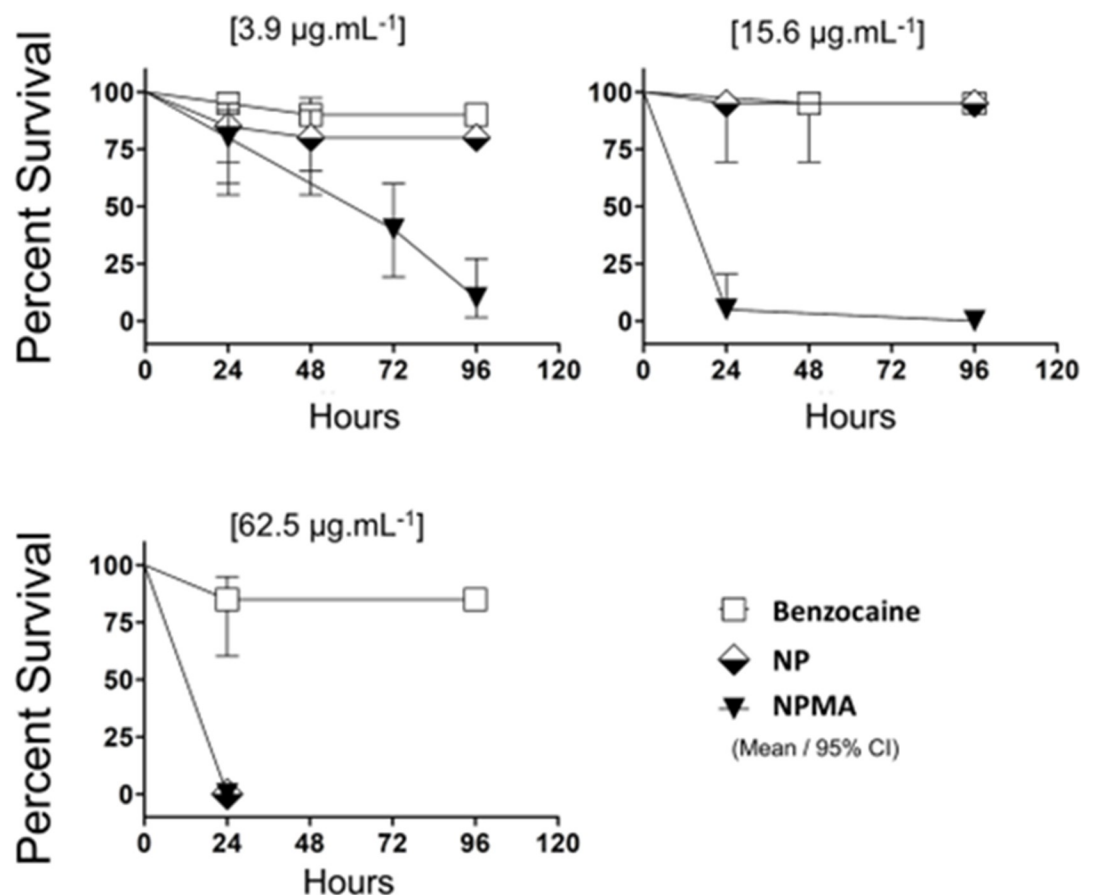 [3.9 µg.mL-1]
Percent Survival
100
75
50
25
0
0 24 48 72 96 120
Hours
[15.6 µg.mL-1]
100
75
50
25
0
0 24 48 72 96 120
Hours
[62.5 µg.mL-1]
Percent Survival
100
75
50
25
0
0 24 48 72 96 120
Hours
Benzocaine
NP
NPMA
(Mean / 95% CI)